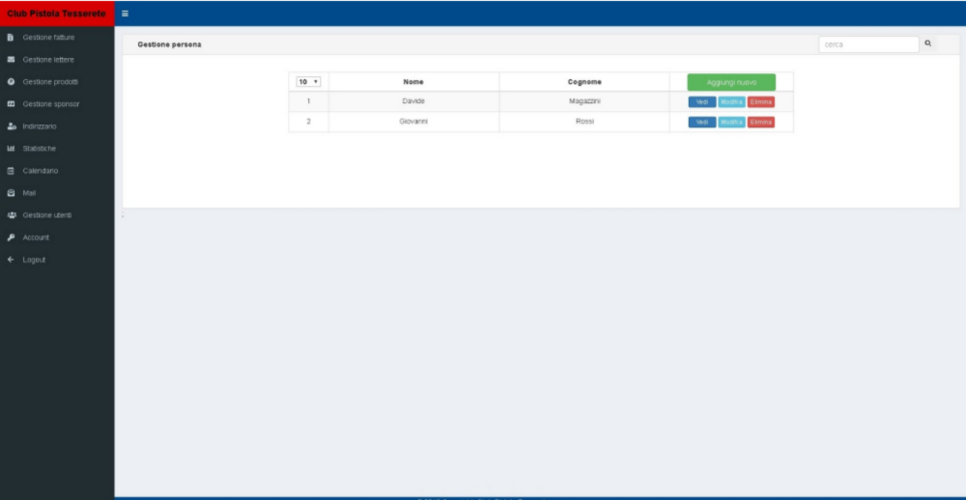 Club Pistola Tesserete
Gestione fatture
Gestione lettere
Gestione prodotti
Gestione sponsor
Indirizzario
Statistiche
Calendario
Mail
Gestione utenti
Account
Logout
Gestione persona
cerca
10 Nome Cognome Aggiungi nuovo
1 Davide Magazzini Vedi Modifica Elimina
2 Giovanni Rossi Vedi Modifica Elimina